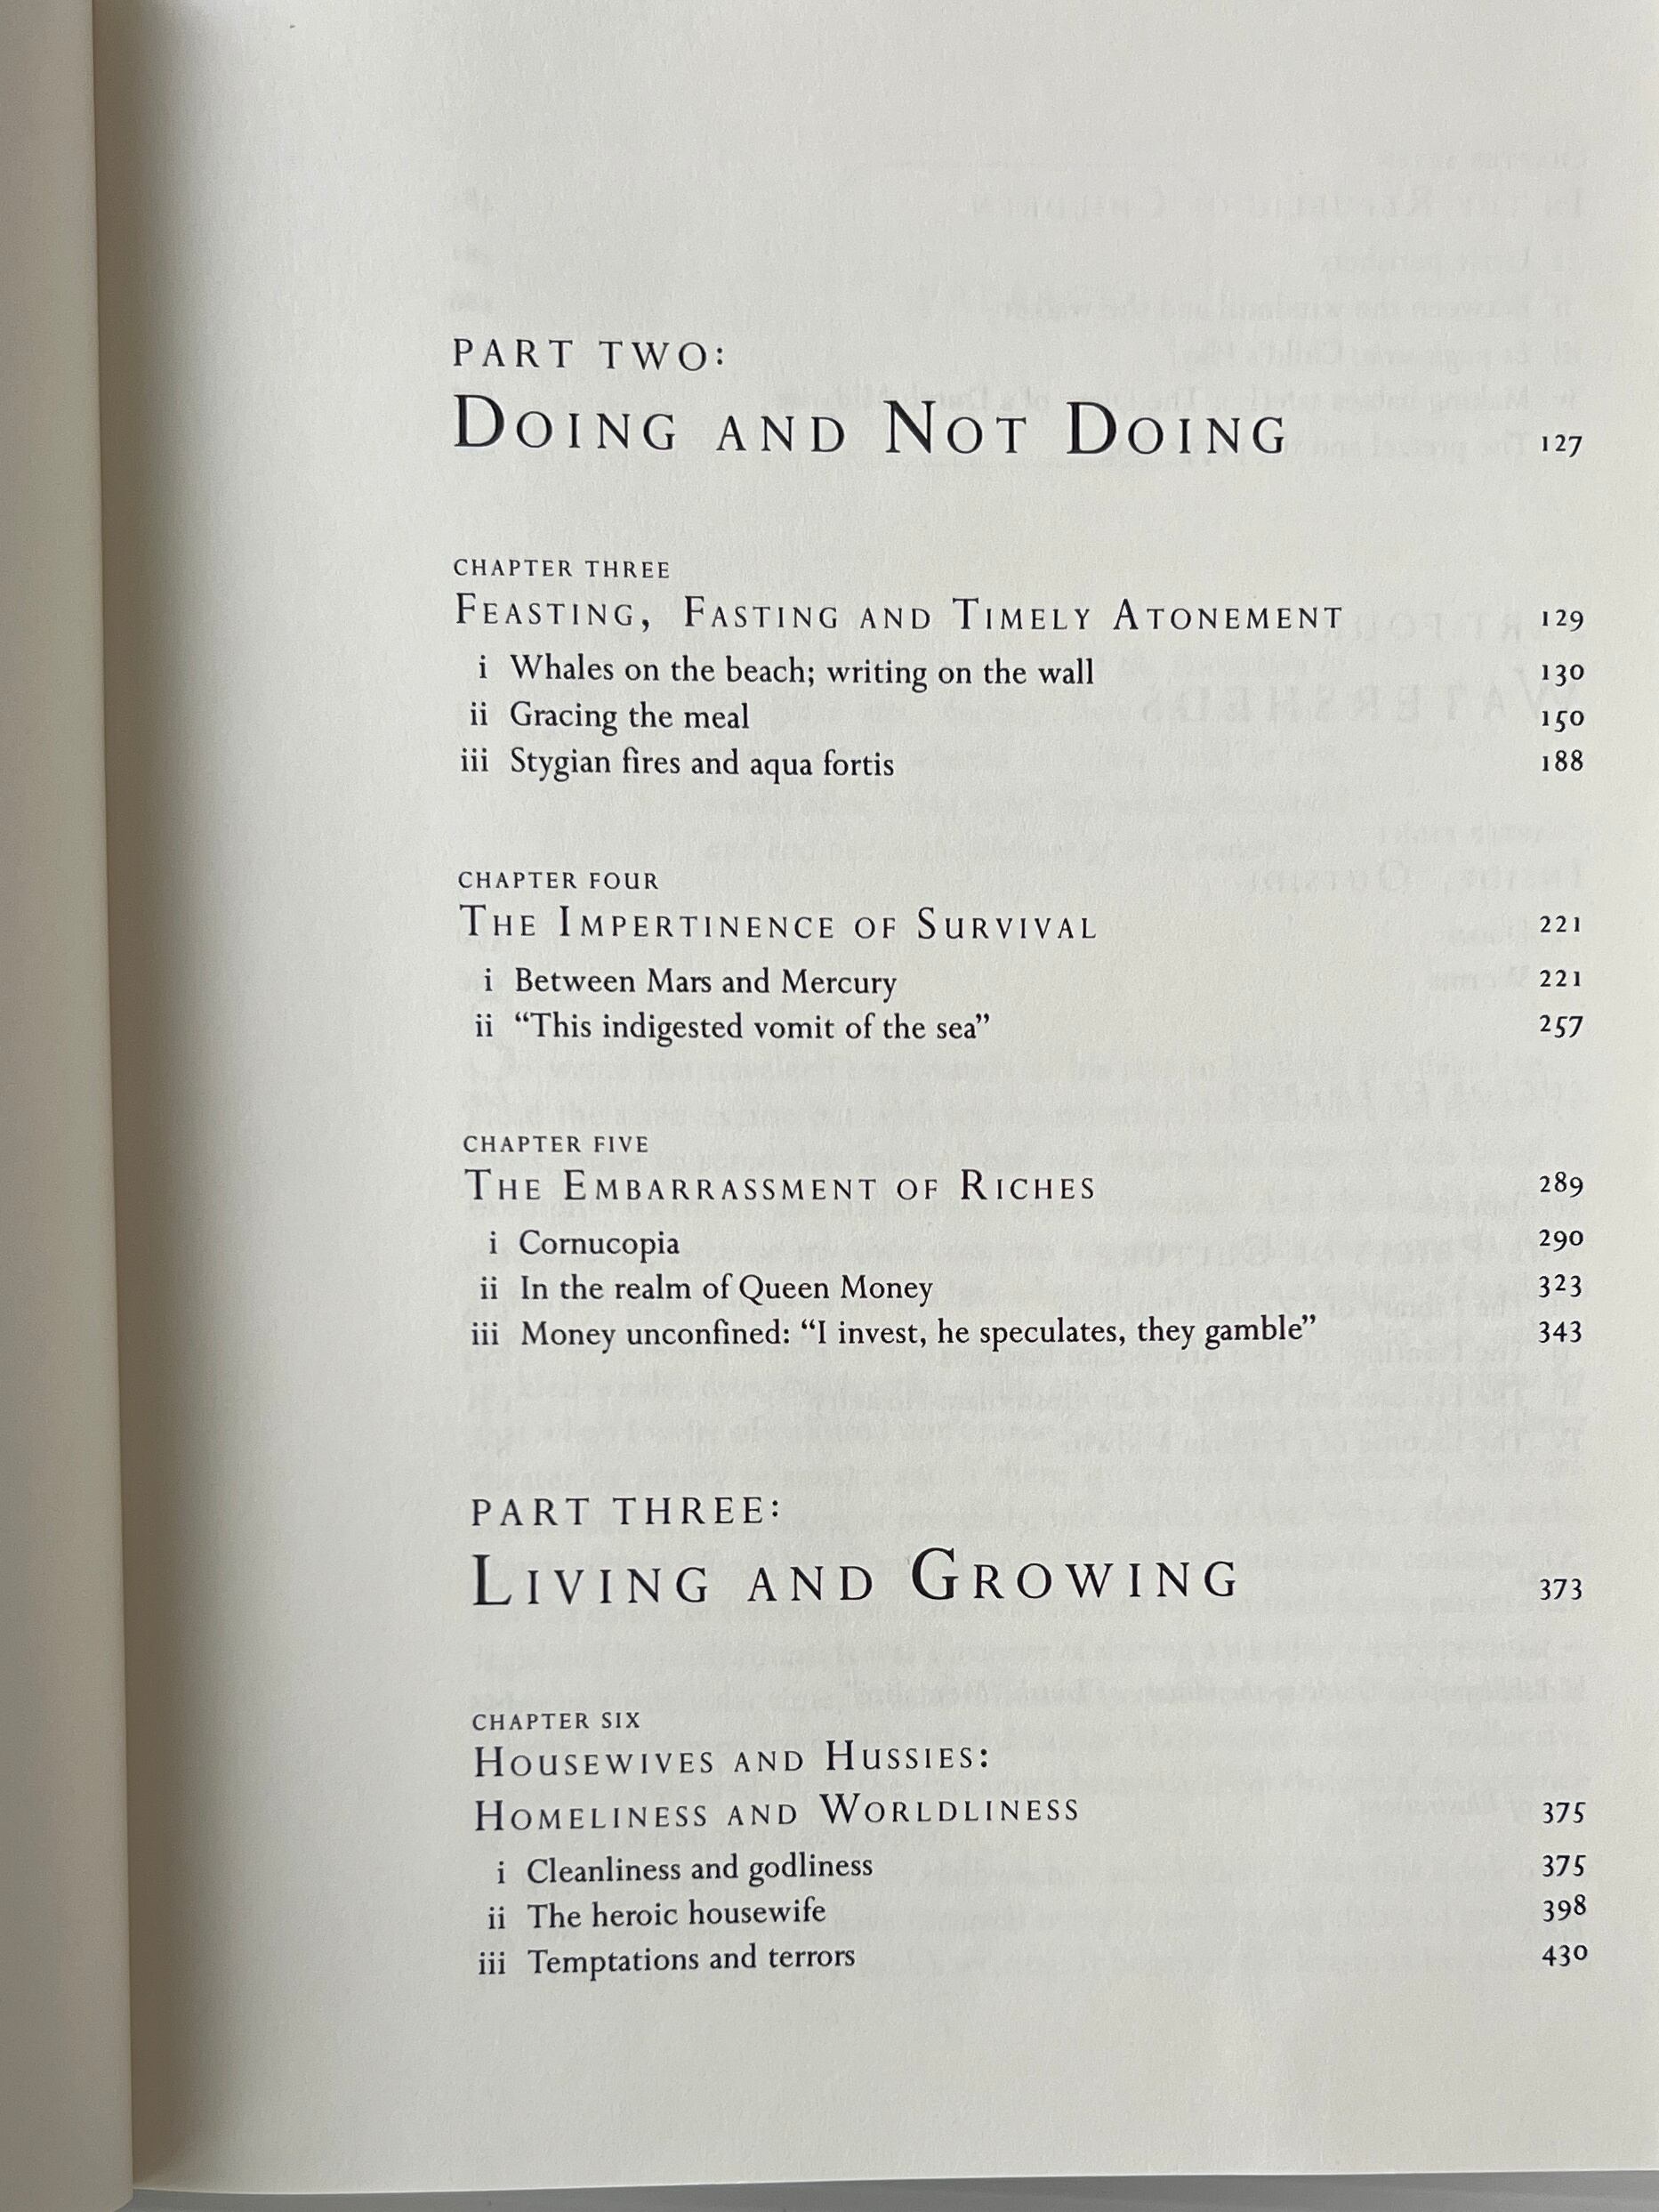 PART TWO:
DOING AND NOT DOING 127
CHAPTER THREE
FEASTING, FASTING AND TIMELY ATONEMENT 129
i Whales on the beach; writing on the wall 130
ii Gracing the meal 150
iii Stygian fires and aqua fortis 188
CHAPTER FOUR
THE IMPERTINENCE OF SURVIVAL 221
i Between Mars and Mercury 221
ii “This indigested vomit of the sea” 257
CHAPTER FIVE
THE EMBARRASSMENT OF RICHES 289
i Cornucopia 290
ii In the realm of Queen Money 323
iii Money unconfined: “I invest, he speculates, they gamble” 343
PART THREE:
LIVING AND GROWING 373
CHAPTER SIX
HOUSEWIVES AND HUSSIES:
HOMELINESS AND WORLDLINESS 375
i Cleanliness and godliness 375
ii The heroic housewife 398
iii Temptations and terrors 430